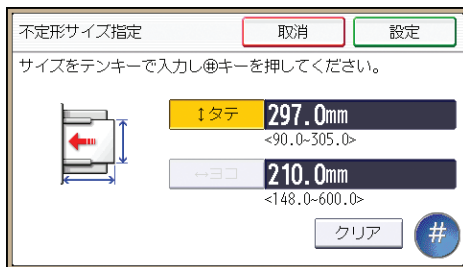 不定形サイズ指定
取消
設定
サイズをテンキーで入力し㊉キーを押してください。
↕タテ
297.0mm
<90.0~305.0>
↔ヨコ
210.0mm
<148.0~600.0>
クリア
#